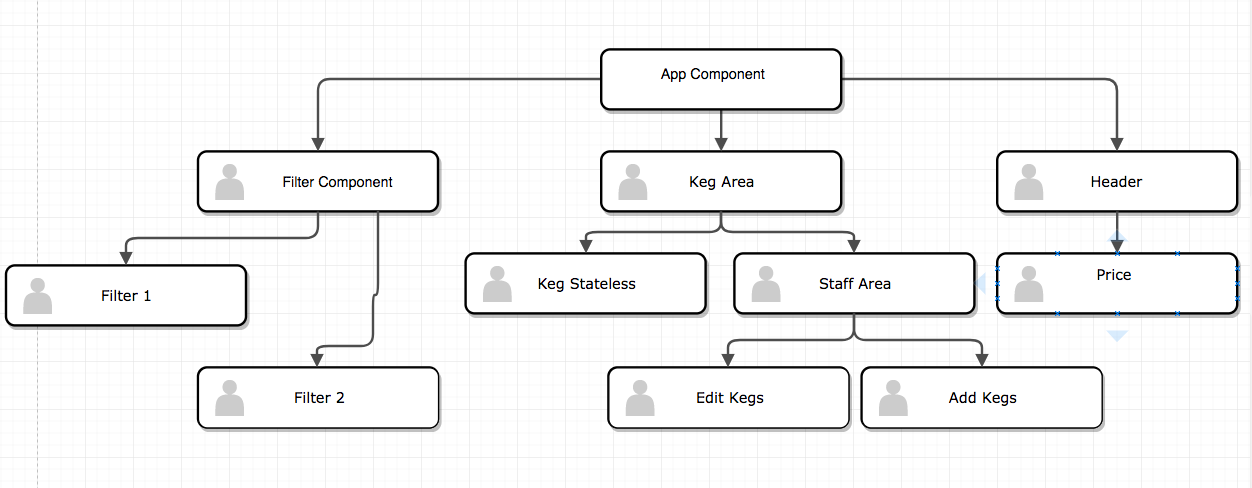 App Component
Filter Component
Keg Area
Header
Filter 1
Keg Stateless
Staff Area
Price
Filter 2
Edit Kegs
Add Kegs